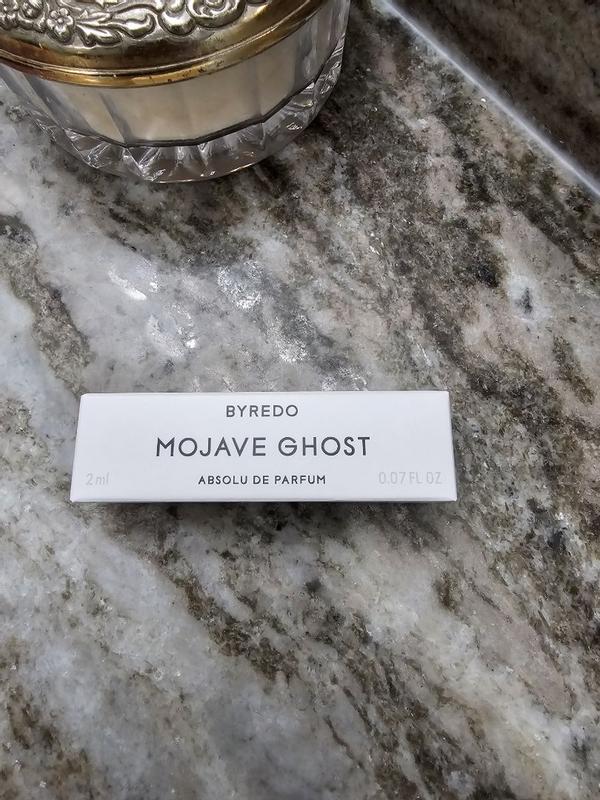 BYREDO
MOJAVE GHOST
2 ml ABSOLU DE PARFUM 0.07 FL OZ